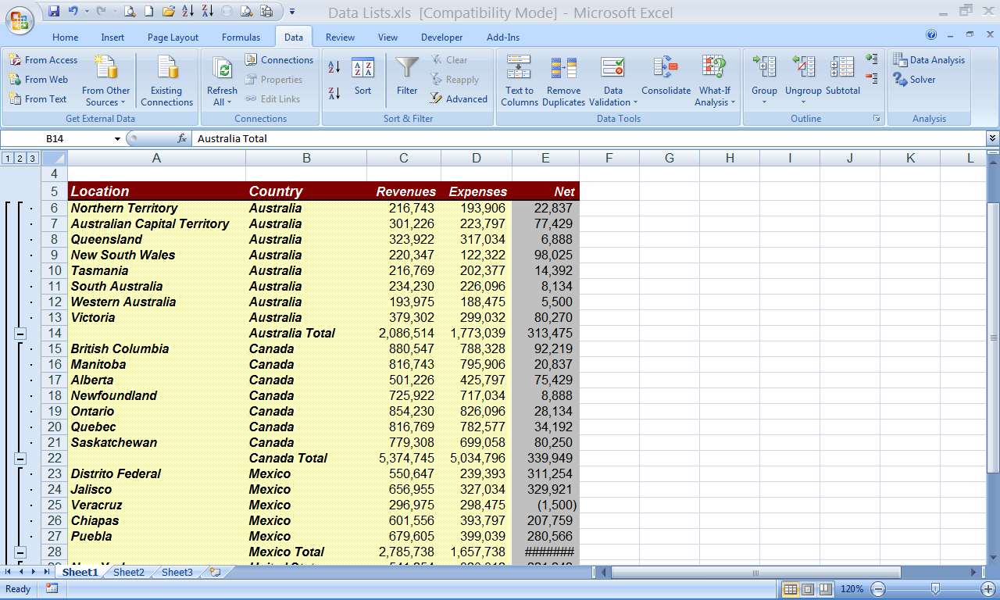 Data Lists.xls [Compatibility Mode] - Microsoft Excel
Home Insert Page Layout Formulas Data Review View Developer Add-Ins
From Access
From Web
From Text
From Other Sources
Existing Connections
Get External Data
Refresh All
Connections
Properties
Edit Links
Connections
Sort
Filter
Clear
Reapply
Advanced
Sort & Filter
Text to Columns
Remove Duplicates
Data Validation
Consolidate
What-If Analysis
Data Tools
Group
Ungroup
Subtotal
Outline
Data Analysis
Solver
Analysis
B14 fx Australia Total
1 2 3 A B C D E F G H I J K L
4
5 Location Country Revenues Expenses Net
6 Northern Territory Australia 216,743 193,906 22,837
7 Australian Capital Territory Australia 301,226 223,797 77,429
8 Queensland Australia 323,922 317,034 6,888
9 New South Wales Australia 220,347 122,322 98,025
10 Tasmania Australia 216,769 202,377 14,392
11 South Australia Australia 234,230 226,096 8,134
12 Western Australia Australia 193,975 188,475 5,500
13 Victoria Australia 379,302 299,032 80,270
14 Australia Total 2,086,514 1,773,039 313,475
15 British Columbia Canada 880,547 788,328 92,219
16 Manitoba Canada 816,743 795,906 20,837
17 Alberta Canada 501,226 425,797 75,429
18 Newfoundland Canada 725,922 717,034 8,888
19 Ontario Canada 854,230 826,096 28,134
20 Quebec Canada 816,769 782,577 34,192
21 Saskatchewan Canada 779,308 699,058 80,250
22 Canada Total 5,374,745 5,034,796 339,949
23 Distrito Federal Mexico 550,647 239,393 311,254
24 Jalisco Mexico 656,955 327,034 329,921
25 Veracruz Mexico 296,975 298,475 (1,500)
26 Chiapas Mexico 601,556 393,797 207,759
27 Puebla Mexico 679,605 399,039 280,566
28 Mexico Total 2,785,738 1,657,738 #######
Sheet1 Sheet2 Sheet3
Ready 120%